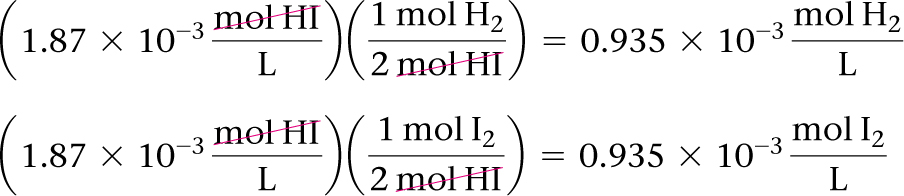 (1.87 × 10⁻³ mol HI/L)(1 mol H₂/2 mol HI) = 0.935 × 10⁻³ mol H₂/L
(1.87 × 10⁻³ mol HI/L)(1 mol I₂/2 mol HI) = 0.935 × 10⁻³ mol I₂/L